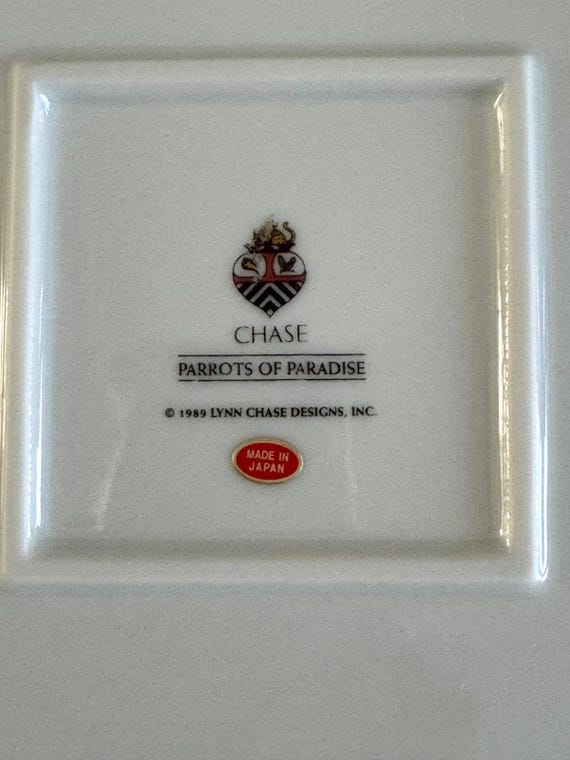 CHASE
PARROTS OF PARADISE
© 1989 LYNN CHASE DESIGNS, INC.
MADE IN
JAPAN